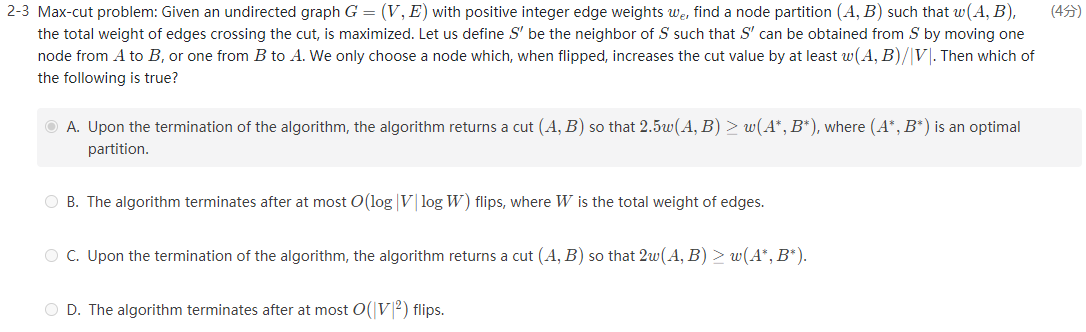 2-3 Max-cut problem: Given an undirected graph G = (V, E) with positive integer edge weights wₑ, find a node partition (A, B) such that w(A, B), (4分)
the total weight of edges crossing the cut, is maximized. Let us define S′ be the neighbor of S such that S′ can be obtained from S by moving one
node from A to B, or one from B to A. We only choose a node which, when flipped, increases the cut value by at least w(A, B)/|V|. Then which of
the following is true?
A. Upon the termination of the algorithm, the algorithm returns a cut (A, B) so that 2.5w(A, B) ≥ w(A*, B*), where (A*, B*) is an optimal
partition.
B. The algorithm terminates after at most O(log |V| log W) flips, where W is the total weight of edges.
C. Upon the termination of the algorithm, the algorithm returns a cut (A, B) so that 2w(A, B) ≥ w(A*, B*).
D. The algorithm terminates after at most O(|V|²) flips.